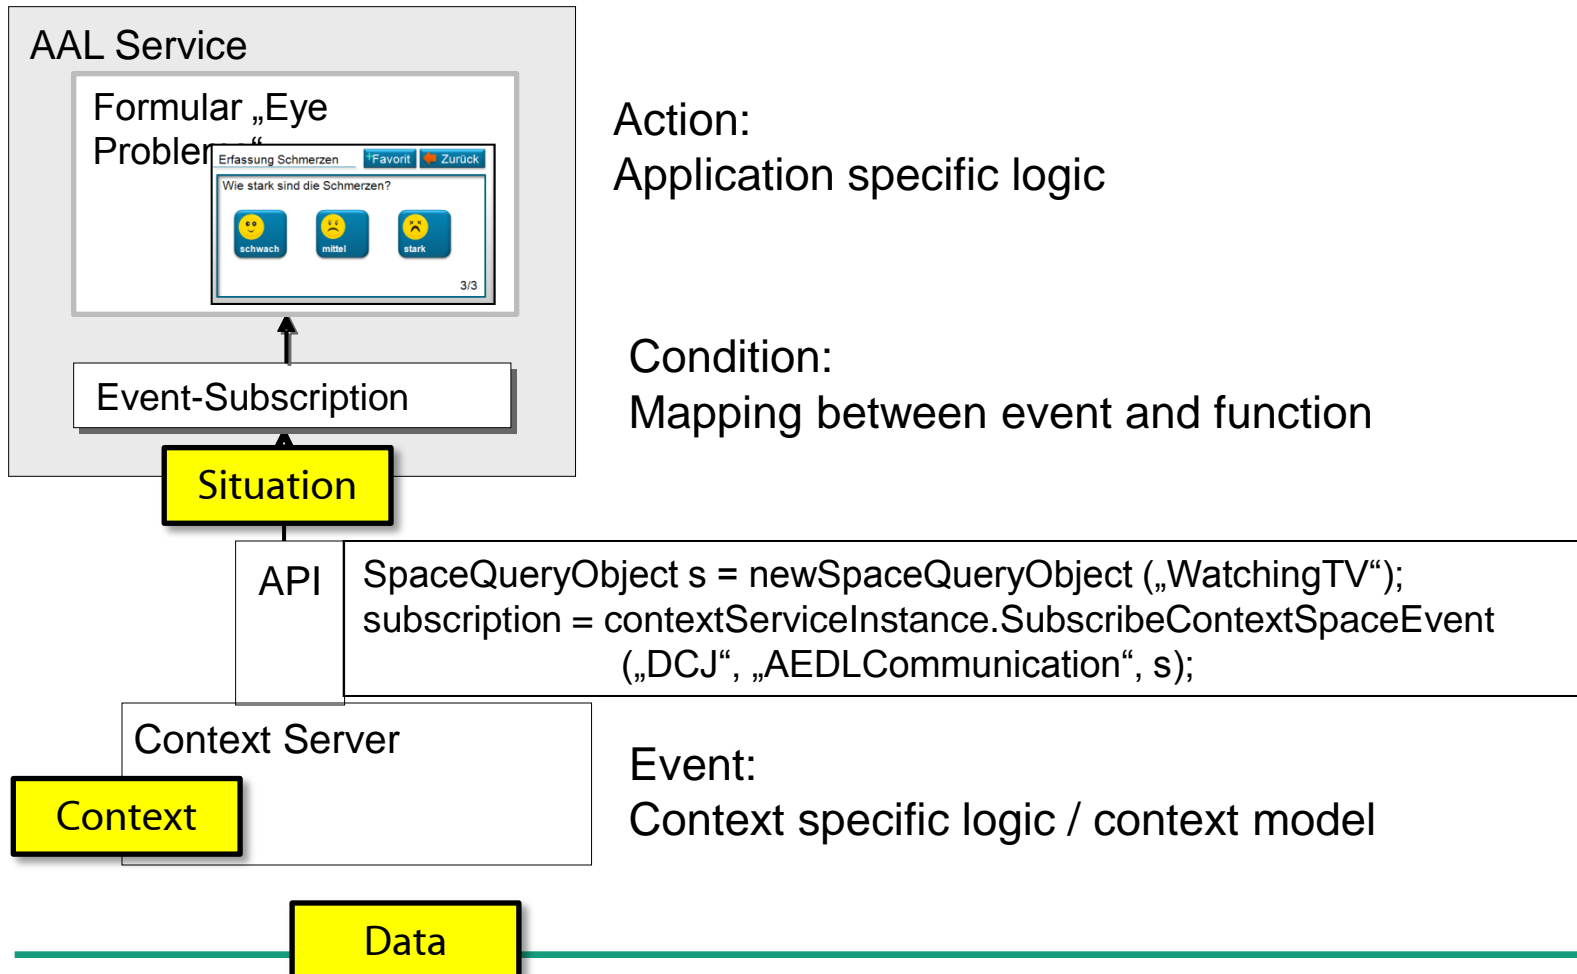 AAL Service
Formular „Eye
Probleme“
Erfassung Schmerzen
+Favorit
Zurück
Wie stark sind die Schmerzen?
schwach
mittel
stark
3/3
Action:
Application specific logic
Event-Subscription
Condition:
Mapping between event and function
Situation
API
SpaceQueryObject s = newSpaceQueryObject („WatchingTV“);
subscription = contextServiceInstance.SubscribeContextSpaceEvent
(„DCJ“, „AEDLCommunication“, s);
Context Server
Context
Event:
Context specific logic / context model
Data